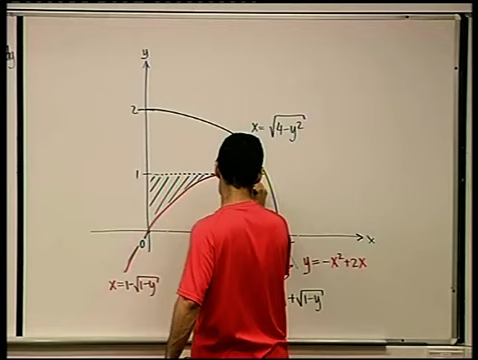 y
2
x = √(4-y²)
1
0
x
y = -x²+2x
x = 1-√(1-y)
+ √(1-y)